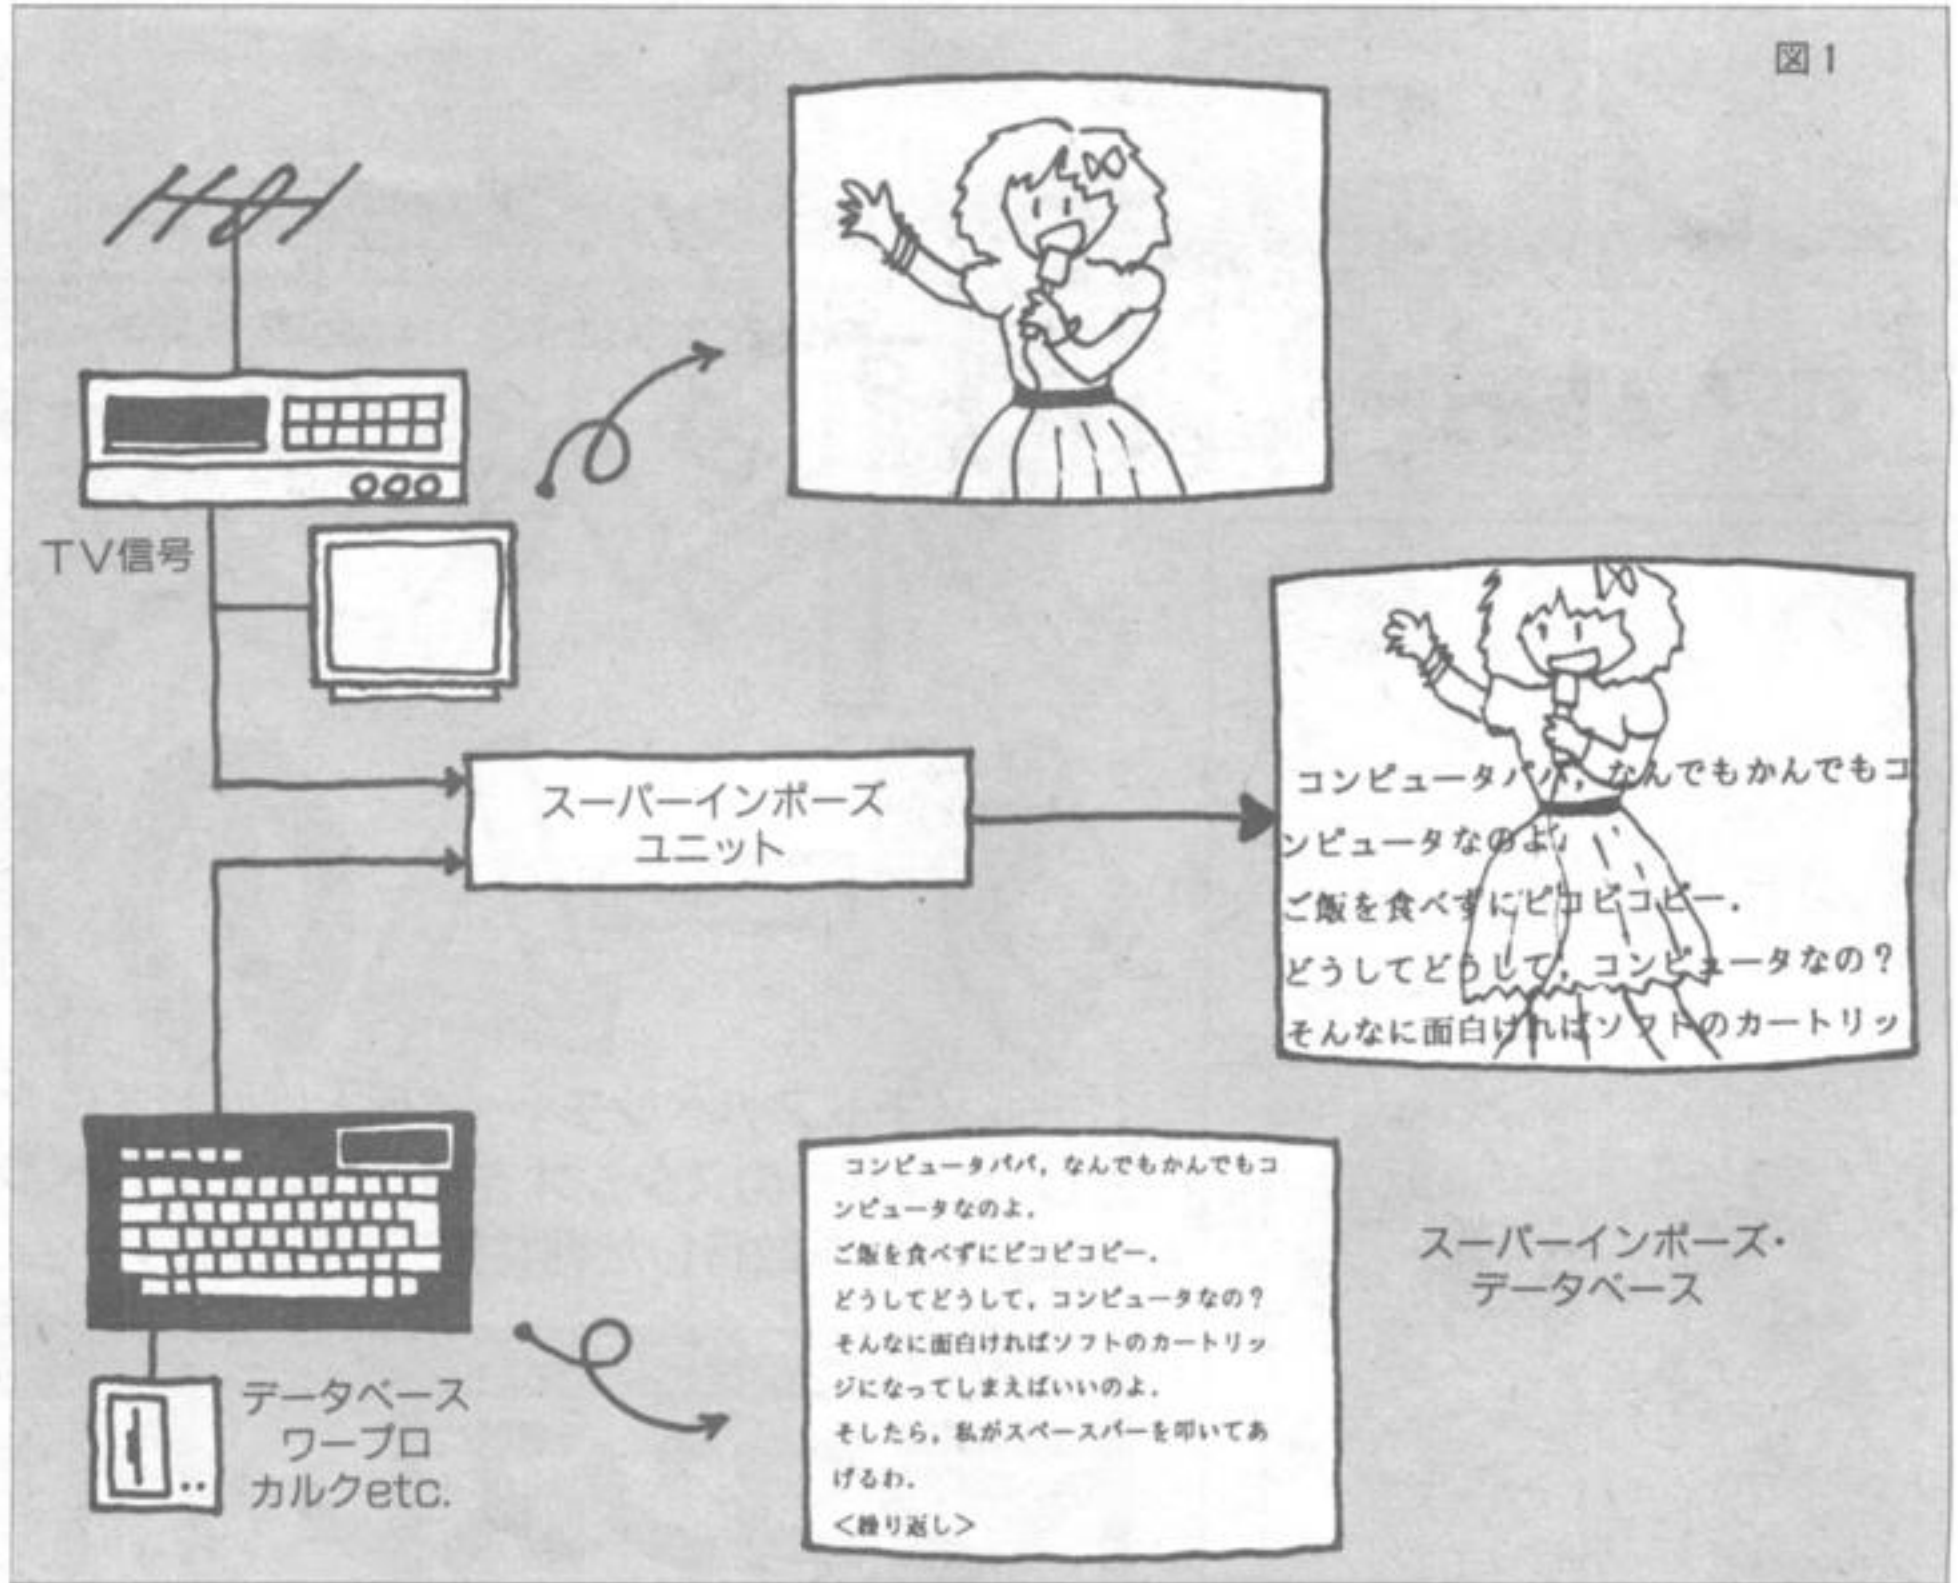 図1
TV信号
スーパーインポーズ
ユニット
コンピュータパパ,なんでもかんでもコ
ンピュータなのよ.
ご飯を食べずにピコピコピー.
どうしてどうして,コンピュータなの?
そんなに面白ければソフトのカートリッ
データベース
ワープロ
カルクetc.
コンピュータパパ,なんでもかんでもコ
ンピュータなのよ.
ご飯を食べずにピコピコピー.
どうしてどうして,コンピュータなの?
そんなに面白ければソフトのカートリッ
ジになってしまえばいいのよ.
そしたら,私がスペースバーを叩いてあ
げるわ.
<繰り返し>
スーパーインポーズ・
データベース